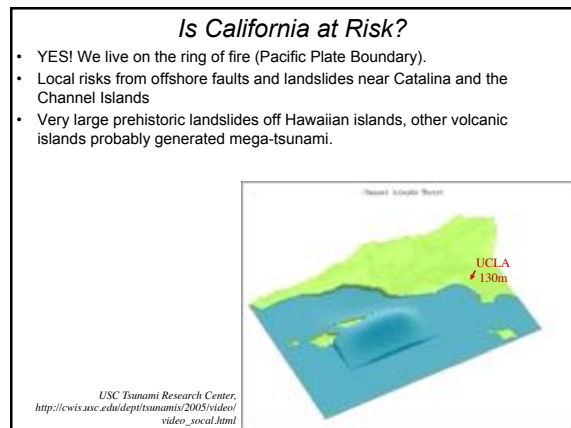 Is California at Risk?
• YES! We live on the ring of fire (Pacific Plate Boundary).
• Local risks from offshore faults and landslides near Catalina and the
Channel Islands
• Very large prehistoric landslides off Hawaiian islands, other volcanic
islands probably generated mega-tsunami.
Channel Islands Thrust
UCLA
130m
USC Tsunami Research Center,
http://cwis.usc.edu/dept/tsunamis/2005/video/
video_socal.html